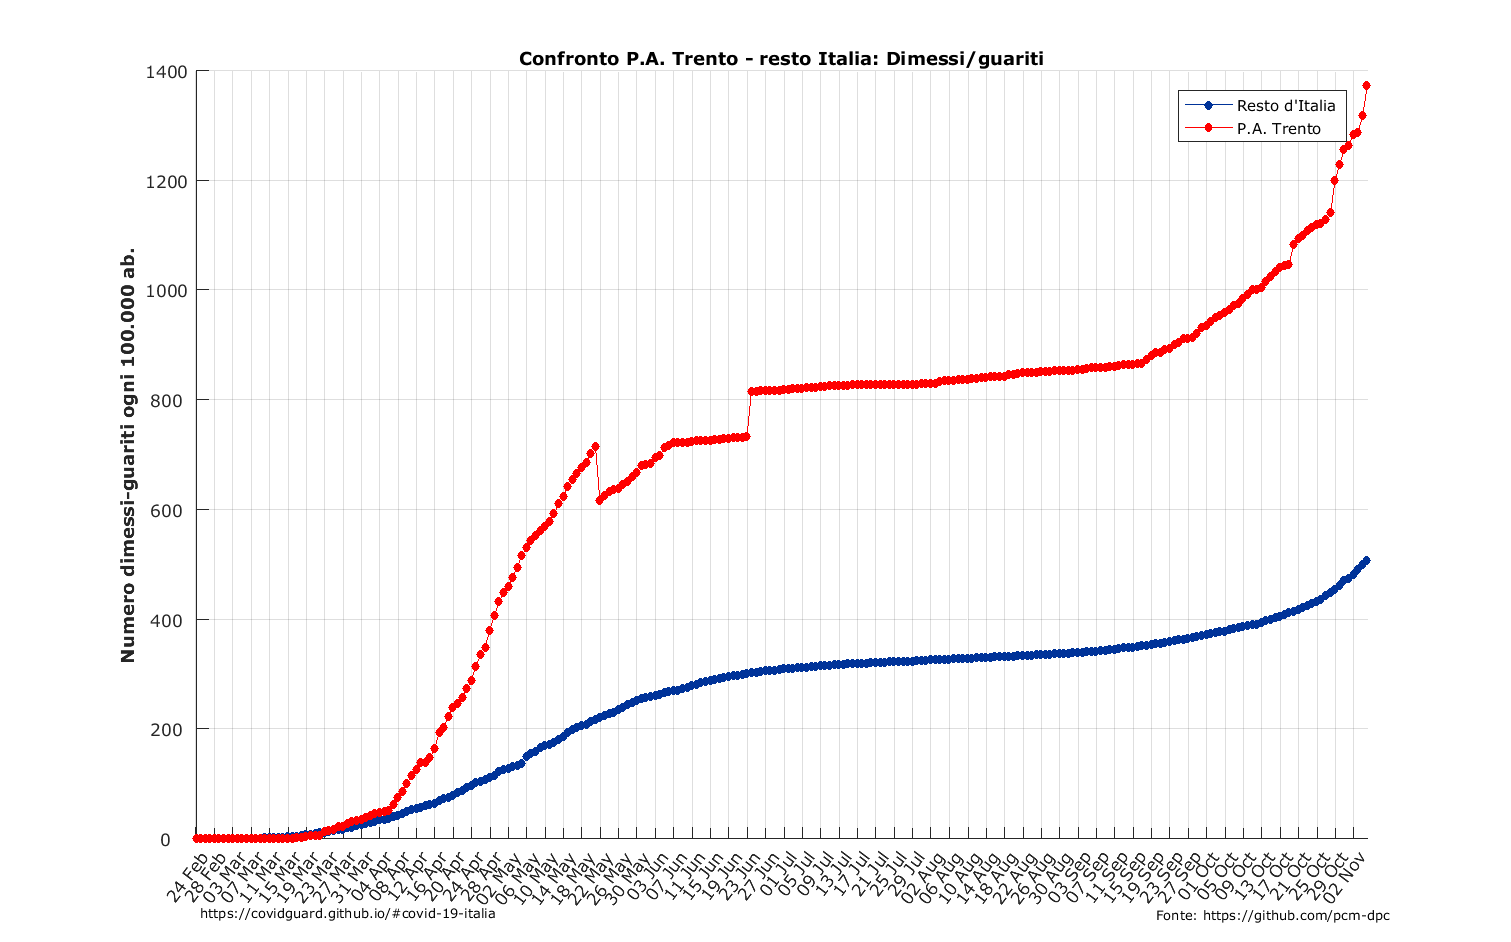 Confronto P.A. Trento - resto Italia: Dimessi/guariti
Resto d'Italia
P.A. Trento
Numero dimessi-guariti ogni 100.000 ab.
1400
1200
1000
800
600
400
200
0
24 Feb
28 Feb
03 Mar
07 Mar
11 Mar
15 Mar
19 Mar
23 Mar
27 Mar
31 Mar
04 Apr
08 Apr
12 Apr
16 Apr
20 Apr
24 Apr
28 Apr
02 May
06 May
10 May
14 May
18 May
22 May
26 May
30 May
03 Jun
07 Jun
11 Jun
15 Jun
19 Jun
23 Jun
27 Jun
01 Jul
05 Jul
09 Jul
13 Jul
17 Jul
21 Jul
25 Jul
29 Jul
02 Aug
06 Aug
10 Aug
14 Aug
18 Aug
22 Aug
26 Aug
30 Aug
03 Sep
07 Sep
11 Sep
15 Sep
19 Sep
23 Sep
27 Sep
01 Oct
05 Oct
09 Oct
13 Oct
17 Oct
21 Oct
25 Oct
29 Oct
02 Nov
https://covidguard.github.io/#covid-19-italia
Fonte: https://github.com/pcm-dpc